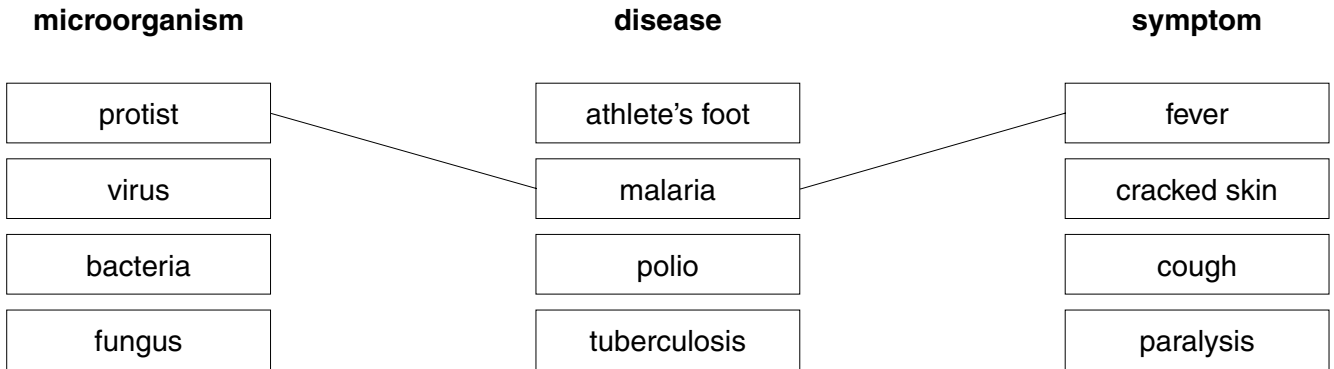 microorganism disease symptom
protist athlete's foot fever
virus malaria cracked skin
bacteria polio cough
fungus tuberculosis paralysis